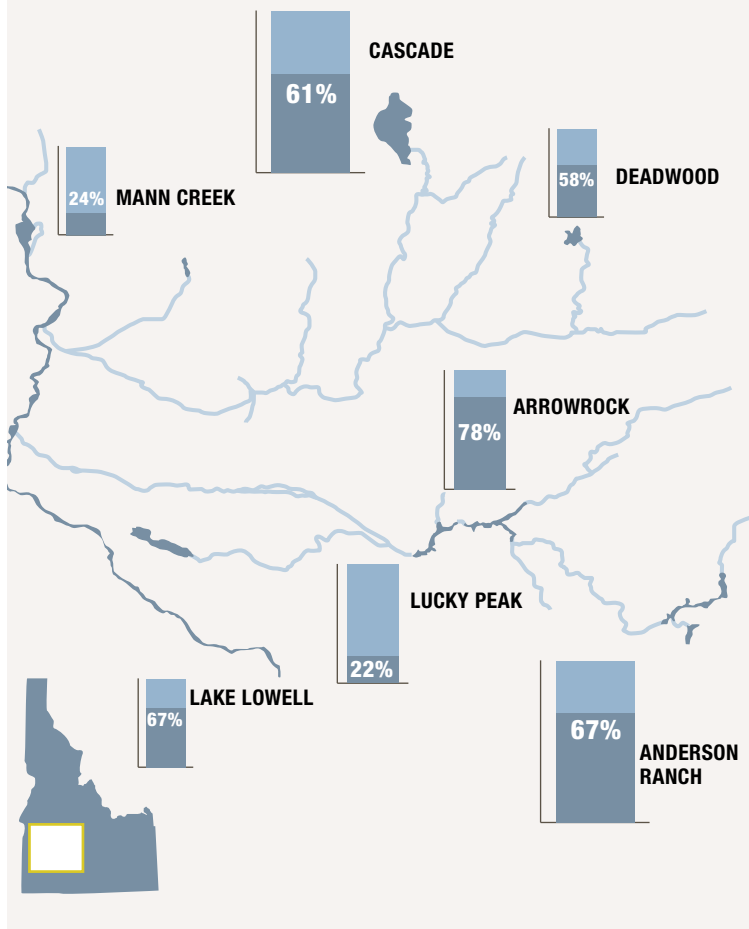 CASCADE
61%
DEADWOOD
58%
MANN CREEK
24%
ARROWROCK
78%
LUCKY PEAK
22%
LAKE LOWELL
67%
ANDERSON
RANCH
67%